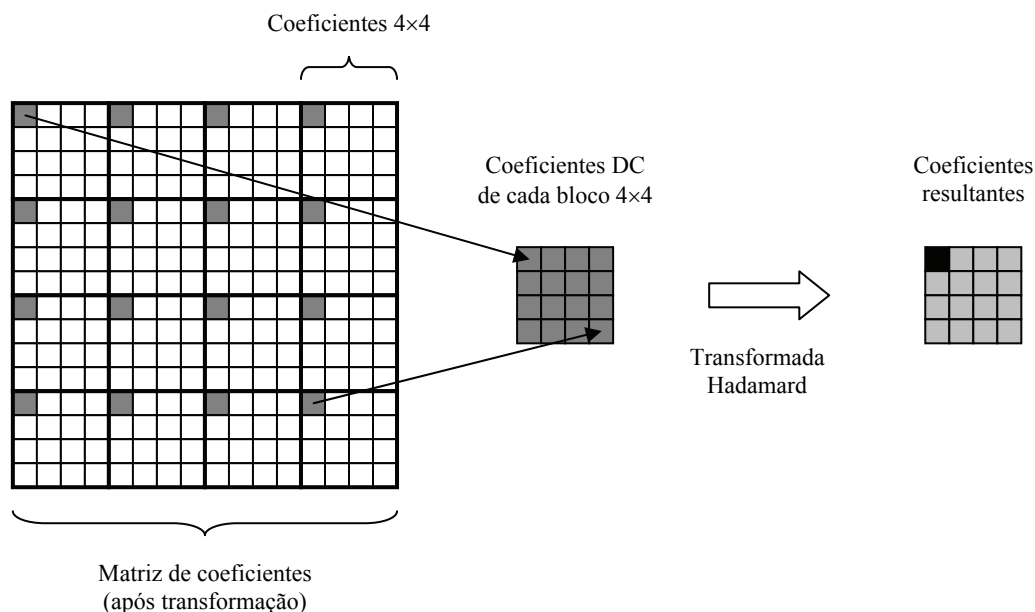 Coeficientes 4×4
Coeficientes DC
de cada bloco 4×4
Coeficientes
resultantes
Transformada
Hadamard
Matriz de coeficientes
(após transformação)